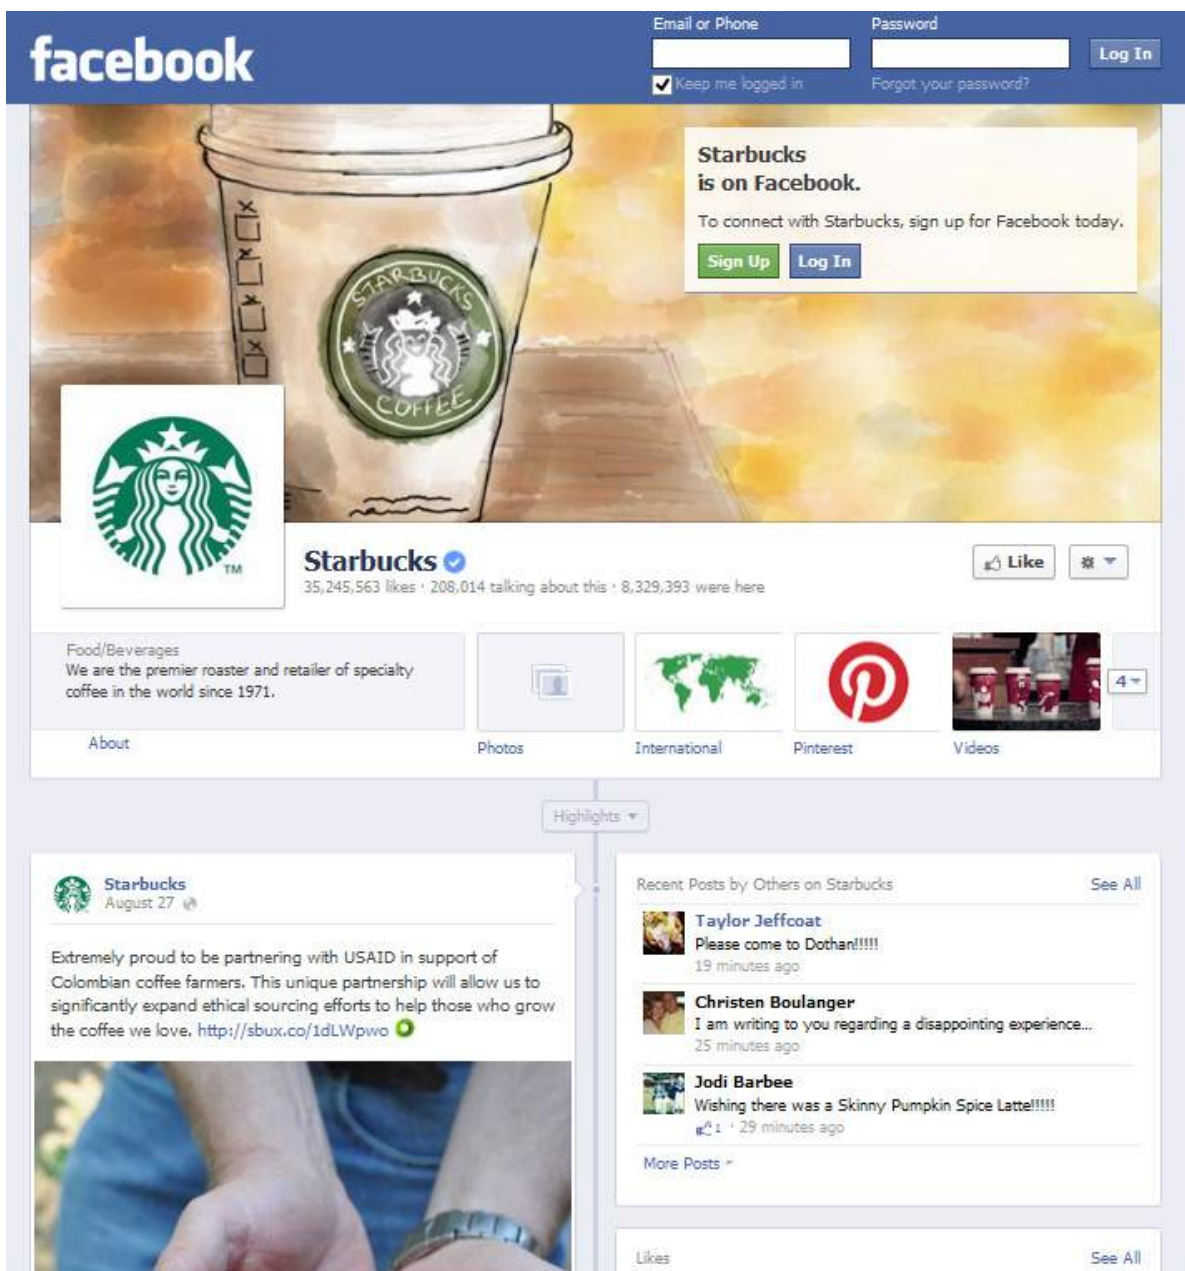 facebook
Email or Phone
Password
Log In
Keep me logged in
Forgot your password?
Starbucks
is on Facebook.
To connect with Starbucks, sign up for Facebook today.
Sign Up
Log In
STARBUCKS
COFFEE
TM
Starbucks
35,245,563 likes · 208,014 talking about this · 8,329,393 were here
Like
Food/Beverages
We are the premier roaster and retailer of specialty
coffee in the world since 1971.
4
About
Photos
International
Pinterest
Videos
Highlights
Starbucks
August 27
Extremely proud to be partnering with USAID in support of
Colombian coffee farmers. This unique partnership will allow us to
significantly expand ethical sourcing efforts to help those who grow
the coffee we love. http://sbux.co/1dLWpwo
Recent Posts by Others on Starbucks
See All
Taylor Jeffcoat
Please come to Dothan!!!!!
19 minutes ago
Christen Boulanger
I am writing to you regarding a disappointing experience...
25 minutes ago
Jodi Barbee
Wishing there was a Skinny Pumpkin Spice Latte!!!!!
1 · 29 minutes ago
More Posts
Likes
See All